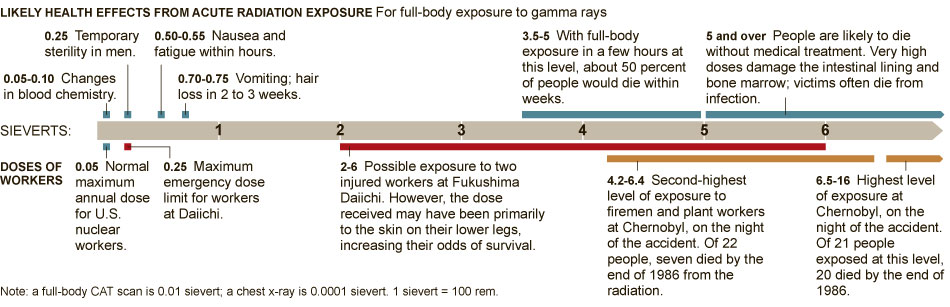 LIKELY HEALTH EFFECTS FROM ACUTE RADIATION EXPOSURE For full-body exposure to gamma rays
0.25 Temporary
sterility in men.
0.50-0.55 Nausea and
fatigue within hours.
3.5-5 With full-body
exposure in a few hours at
this level, about 50 percent
of people would die within
weeks.
5 and over People are likely to die
without medical treatment. Very high
doses damage the intestinal lining and
bone marrow; victims often die from
infection.
0.05-0.10 Changes
in blood chemistry.
0.70-0.75 Vomiting; hair
loss in 2 to 3 weeks.
SIEVERTS: 1 2 3 4 5 6
DOSES OF
WORKERS
0.05 Normal
maximum
annual dose
for U.S.
nuclear
workers.
0.25 Maximum
emergency dose
limit for workers
at Daiichi.
2-6 Possible exposure to two
injured workers at Fukushima
Daiichi. However, the dose
received may have been primarily
to the skin on their lower legs,
increasing their odds of survival.
4.2-6.4 Second-highest
level of exposure to
firemen and plant workers
at Chernobyl, on the night
of the accident. Of 22
people, seven died by the
end of 1986 from the
radiation.
6.5-16 Highest level
of exposure at
Chernobyl, on the
night of the accident.
Of 21 people
exposed at this level,
20 died by the end of
1986.
Note: a full-body CAT scan is 0.01 sievert; a chest x-ray is 0.0001 sievert. 1 sievert = 100 rem.